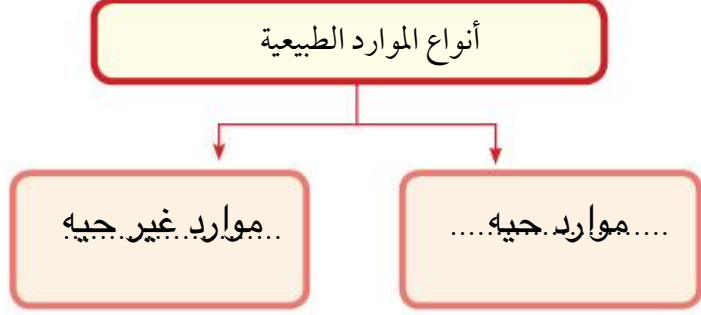 أنواع الموارد الطبيعية
موارد حيه
موارد غير حيه